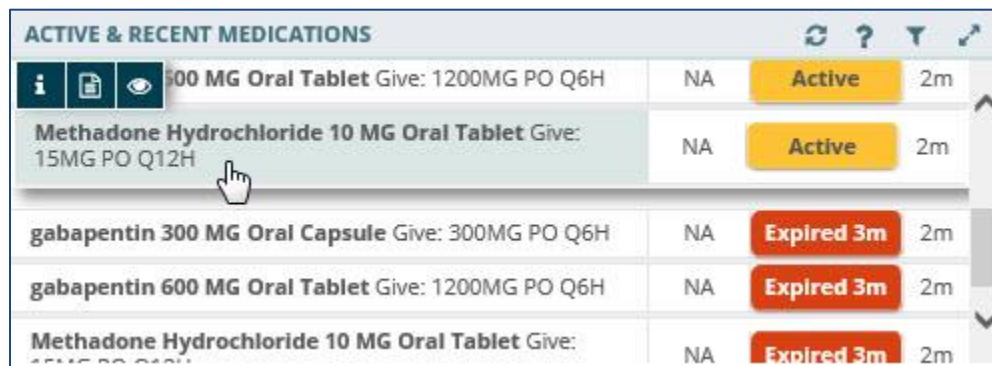 ACTIVE & RECENT MEDICATIONS ?
i 600 MG Oral Tablet Give: 1200MG PO Q6H NA Active 2m
Methadone Hydrochloride 10 MG Oral Tablet Give:
15MG PO Q12H NA Active 2m
gabapentin 300 MG Oral Capsule Give: 300MG PO Q6H NA Expired 3m 2m
gabapentin 600 MG Oral Tablet Give: 1200MG PO Q6H NA Expired 3m 2m
Methadone Hydrochloride 10 MG Oral Tablet Give:
NA Expired 3m 2m